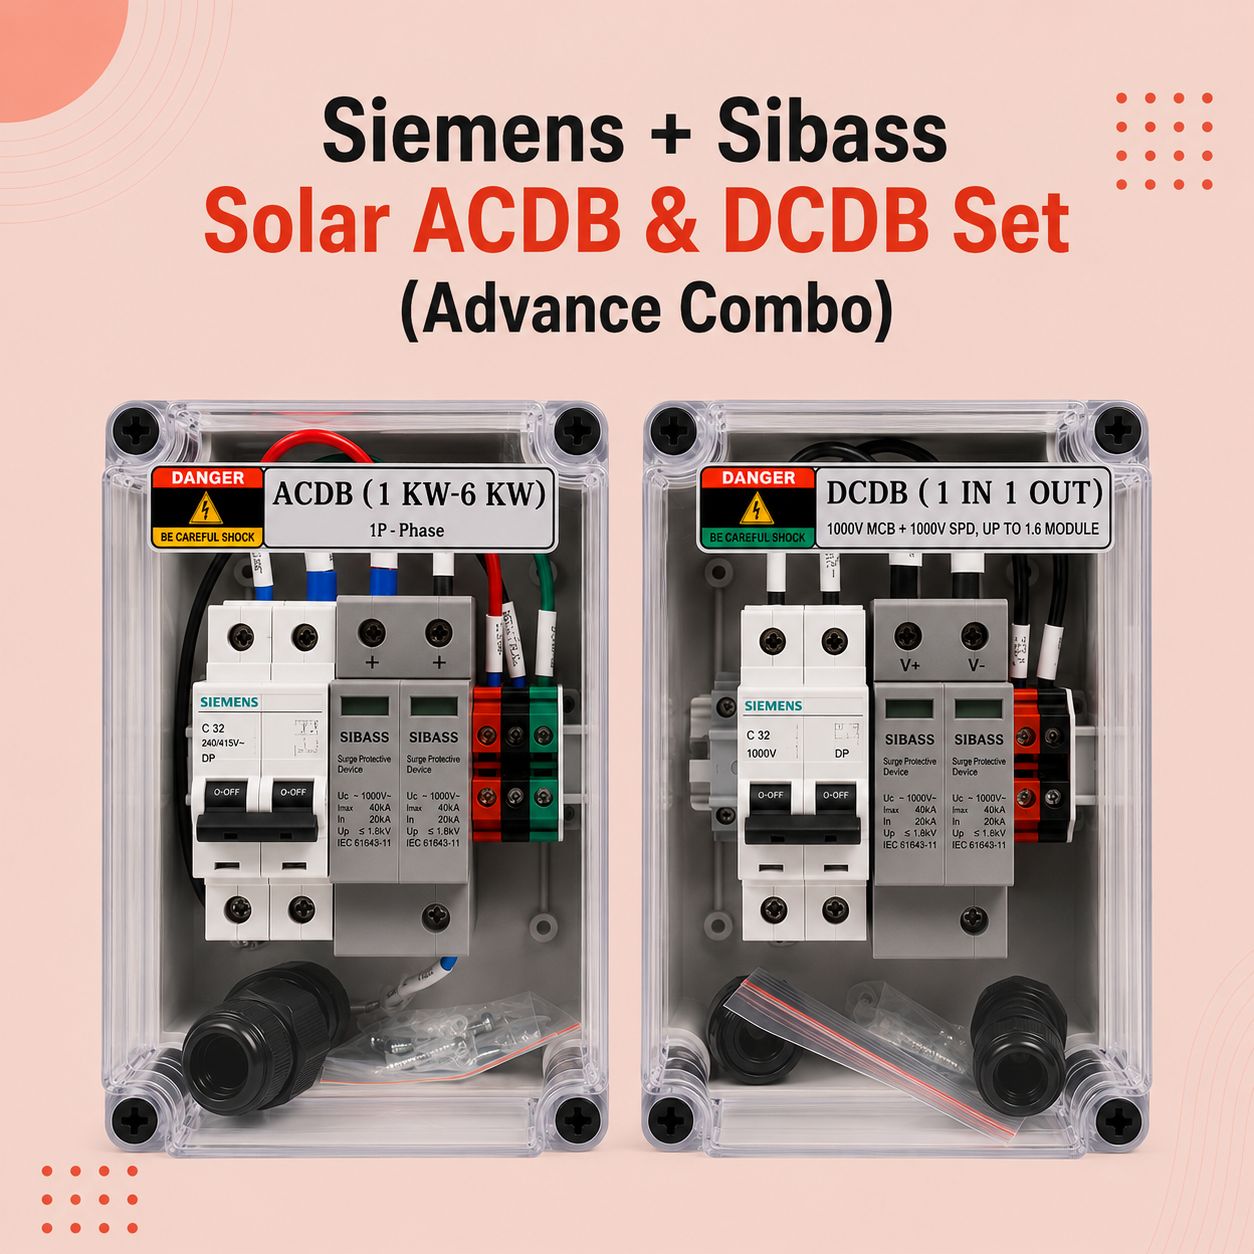 Siemens + Sibass
Solar ACDB & DCDB Set
(Advance Combo)
DANGER
BE CAREFUL SHOCK
ACDB (1 KW-6 KW)
1P - Phase
SIEMENS
C 32
240/415V~
DP
O-OFF
O-OFF
+
+
SIBASS
Surge Protective
Device
Uc ~ 1000V~
Imax 40kA
In 20kA
Up ≤ 1.8kV
IEC 61643-11
SIBASS
Surge Protective
Device
Uc ~ 1000V~
Imax 40kA
In 20kA
Up ≤ 1.8kV
IEC 61643-11
DANGER
BE CAREFUL SHOCK
DCDB (1 IN 1 OUT)
1000V MCB + 1000V SPD, UP TO 1.6 MODULE
SIEMENS
C 32
1000V
DP
O-OFF
O-OFF
V+
V-
SIBASS
Surge Protective
Device
Uc ~ 1000V~
Imax 40kA
In 20kA
Up ≤ 1.8kV
IEC 61643-11
SIBASS
Surge Protective
Device
Uc ~ 1000V~
Imax 40kA
In 20kA
Up ≤ 1.8kV
IEC 61643-11